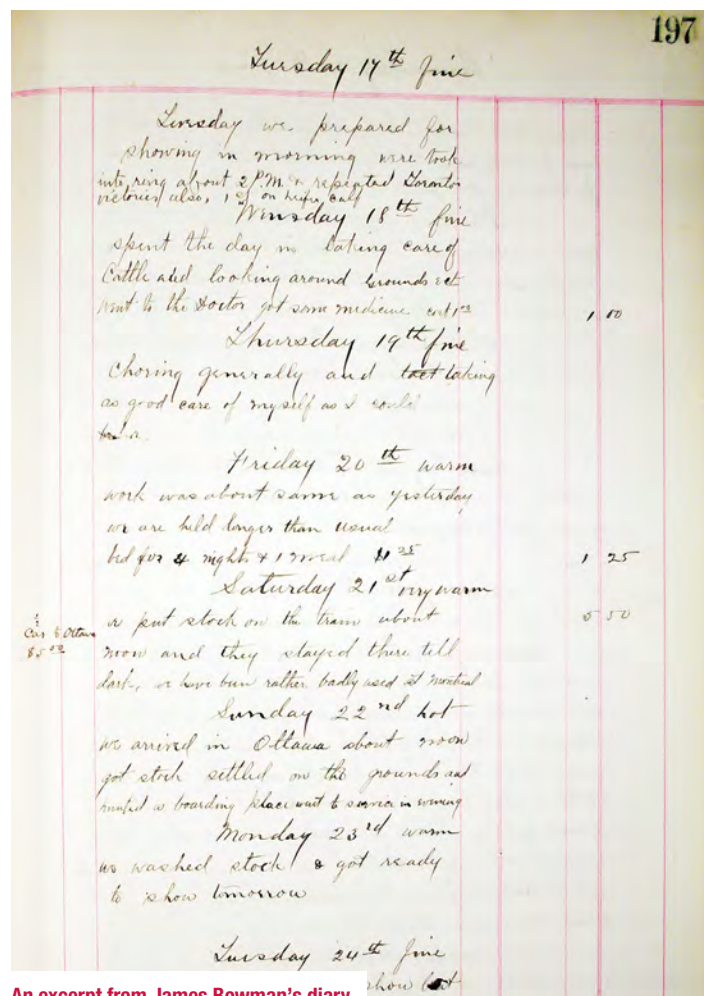 197
Tuesday 17th fine
Tuesday we prepared for
showing in morning were took
into ring about 2 P.M. & repeated Toronto
victories also, 1st on heifer calf
Wensday 18th fine
spent the day in taking care of
Cattle and looking around grounds ect
went to the Doctor got some medicine cost 1.00
1 00
Thursday 19th fine
Choring generally and taking
as good care of myself as I could
Friday 20th warm
work was about same as yesterday
we are held longer than usual
bed for 4 nights & 1 meal $1.25
1 25
Saturday 21st very warm
we put stock on the train about
5 50
Car to Ottawa
$5.50
noon and they stayed there till
dark, we have been rather badly used at Montreal
Sunday 22nd hot
we arrived in Ottawa about noon
got stock settled on the grounds and
boarding place went to service in evening
Monday 23rd warm
we washed stock & got ready
to show tomorrow
Tuesday 24th fine
show
An excerpt from James Bowman's diary